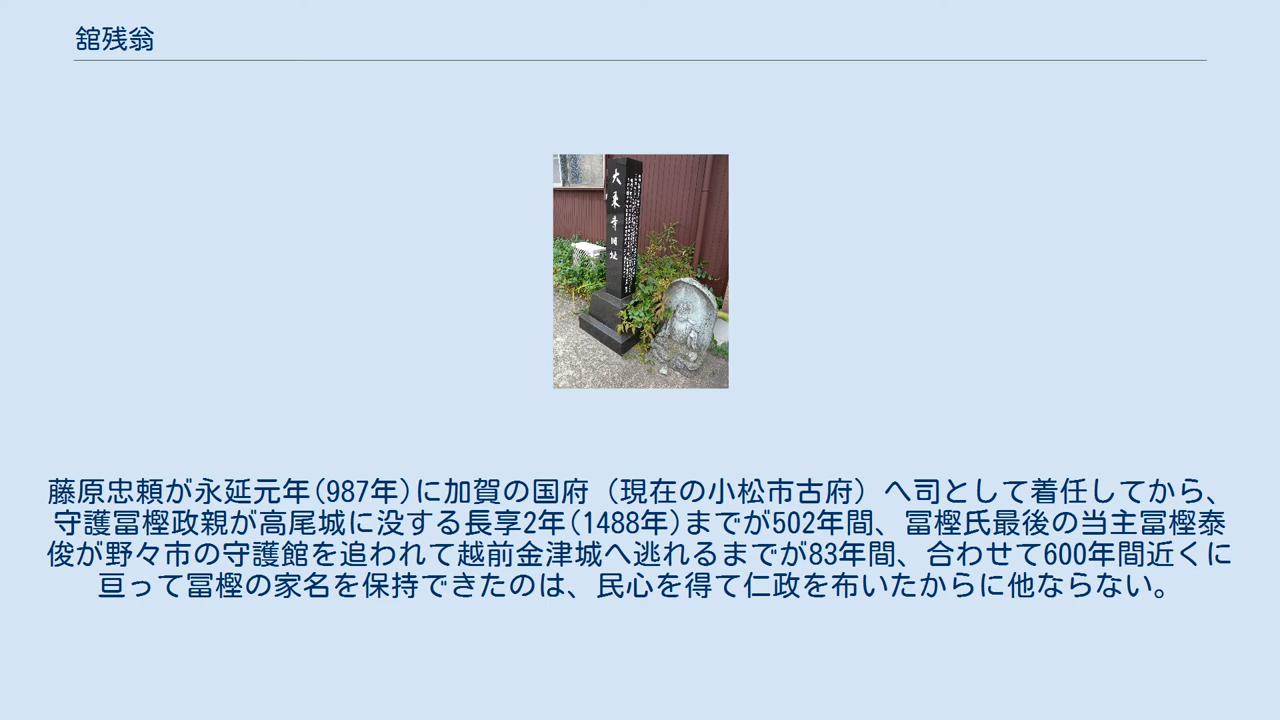 舘残翁
大乗寺旧址
藤原忠頼が永延元年(987年)に加賀の国府（現在の小松市古府）へ司として着任してから、
守護冨樫政親が高尾城に没する長享2年(1488年)までが502年間、冨樫氏最後の当主冨樫泰
俊が野々市の守護館を追われて越前金津城へ逃れるまでが83年間、合わせて600年間近くに
亘って冨樫の家名を保持できたのは、民心を得て仁政を布いたからに他ならない。